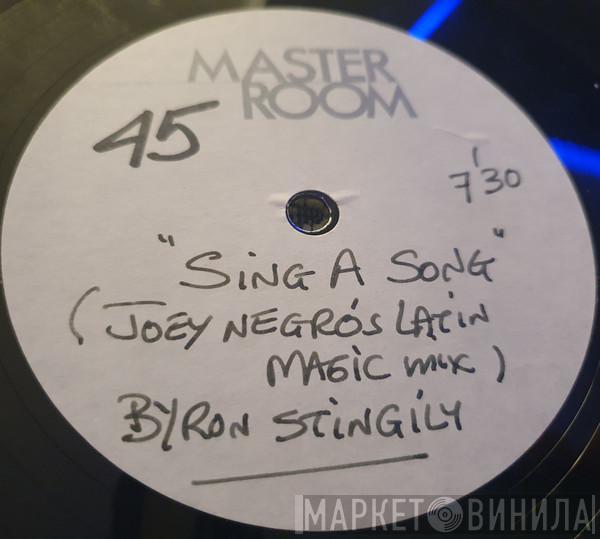 MASTER
ROOM
45
7'30
"SING A SONG"
(JOEY NEGRO'S LATIN
MAGIC MIX)
BYRON STINGILY
МАРКЕТ ВИНИЛА